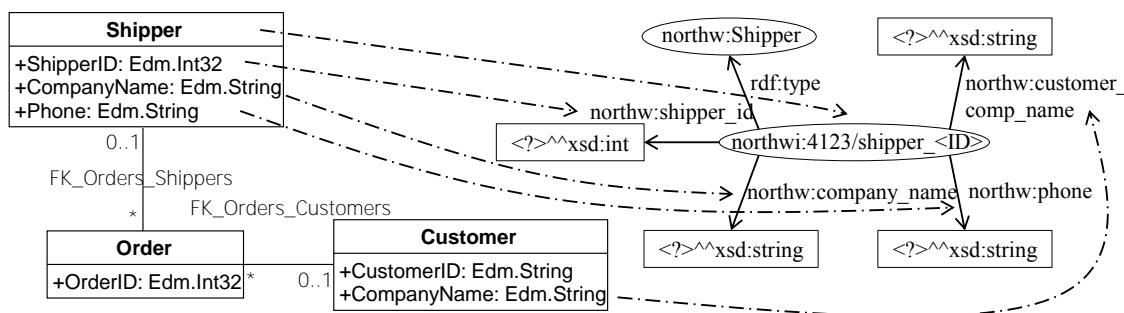 Shipper
+ShipperID: Edm.Int32
+CompanyName: Edm.String
+Phone: Edm.String
0..1
FK_Orders_Shippers
*
FK_Orders_Customers
Order
+OrderID: Edm.Int32
*
0..1
Customer
+CustomerID: Edm.String
+CompanyName: Edm.String
northw:Shipper
<?>^^xsd:string
rdf:type
northw:customer_
comp_name
northw:shipper_id
<?>^^xsd:int
northwi:4123/shipper_<ID>
northw:company_name
northw:phone
<?>^^xsd:string
<?>^^xsd:string